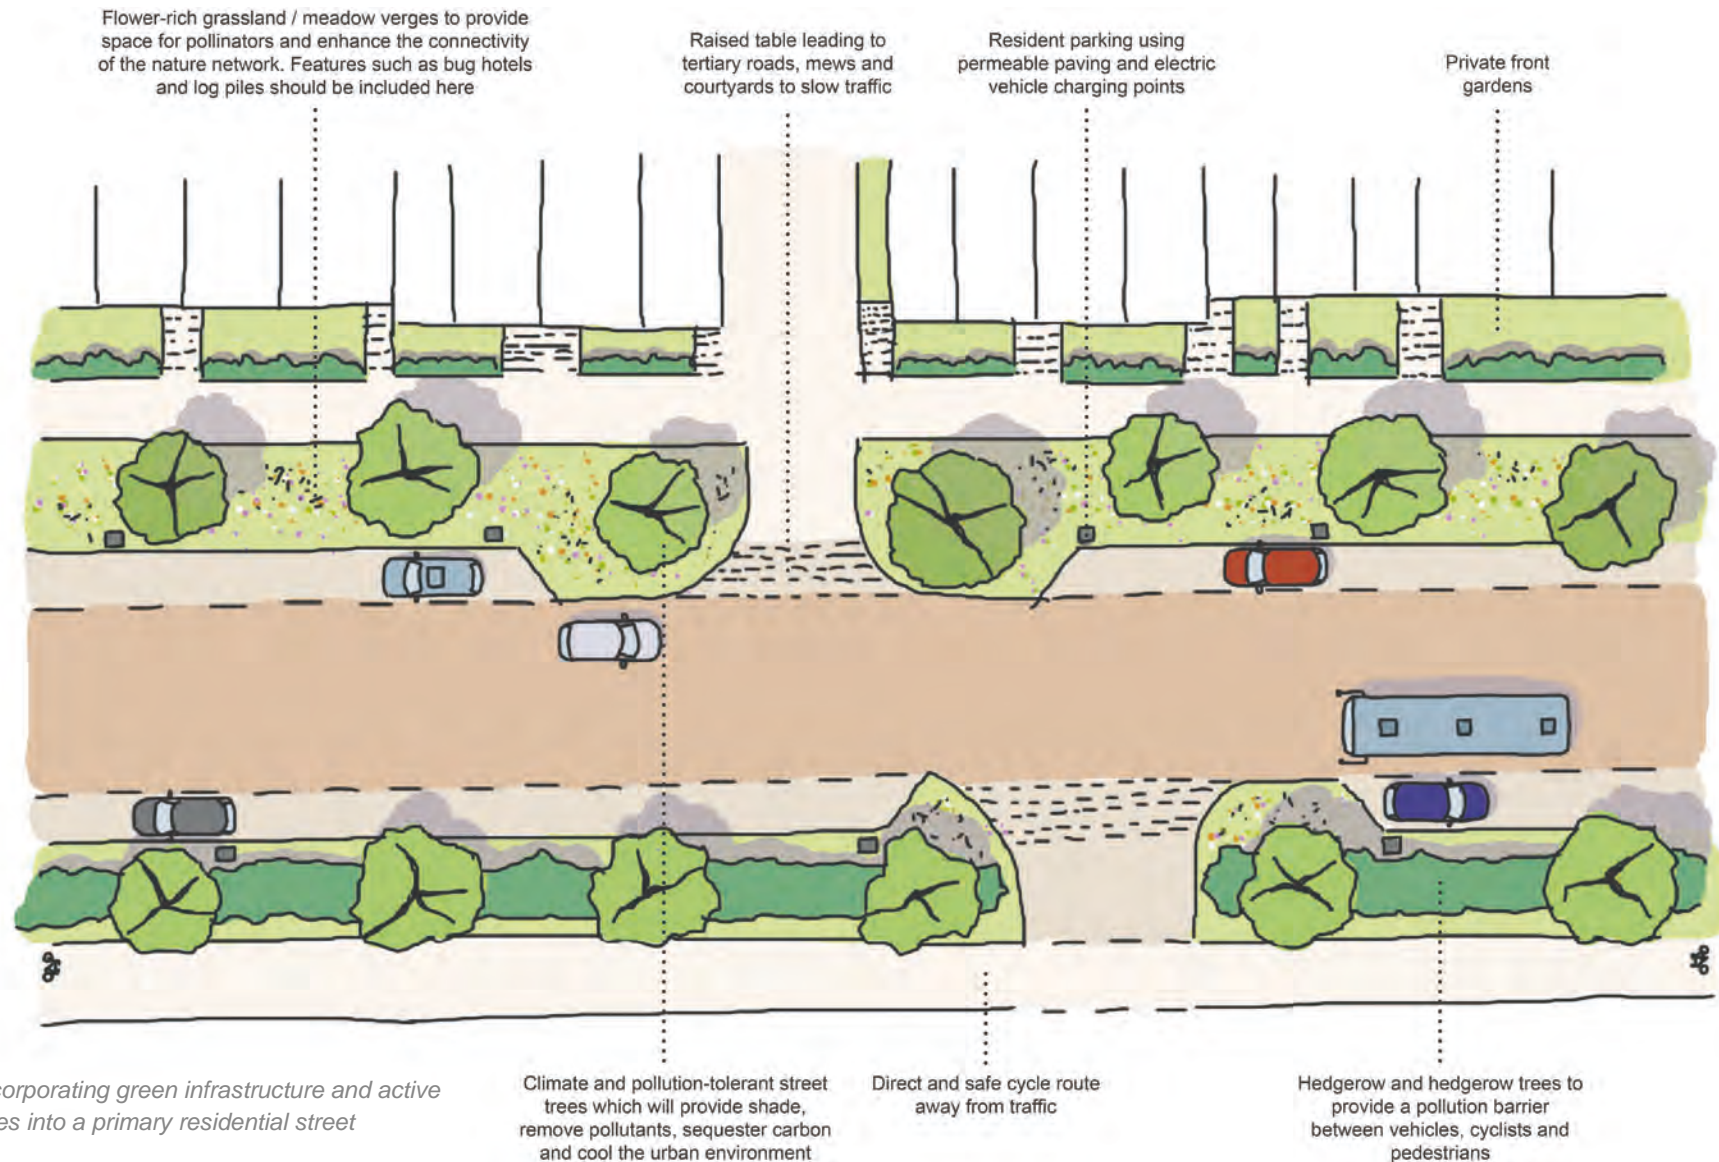 Flower-rich grassland / meadow verges to provide
space for pollinators and enhance the connectivity
of the nature network. Features such as bug hotels
and log piles should be included here
Raised table leading to
tertiary roads, mews and
courtyards to slow traffic
Resident parking using
permeable paving and electric
vehicle charging points
Private front
gardens
Climate and pollution-tolerant street
trees which will provide shade,
remove pollutants, sequester carbon
and cool the urban environment
Direct and safe cycle route
away from traffic
Hedgerow and hedgerow trees to
provide a pollution barrier
between vehicles, cyclists and
pedestrians
green infrastructure and active
into a primary residential street